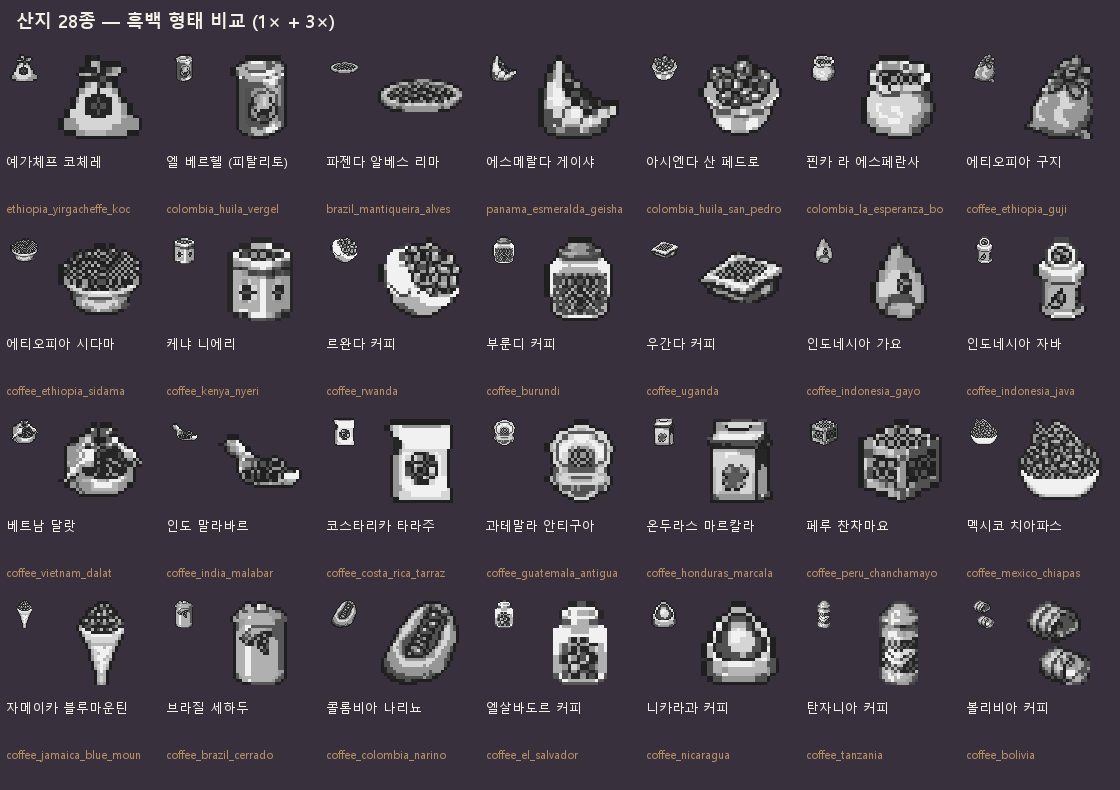 산지 28종 — 흑백 형태 비교 (1× + 3×)
예가체프 코체레 엘 베르헬 (피탈리토) 파젠다 알베스 리마 에스메랄다 게이샤 아시엔다 산 페드로 핀카 라 에스페란사 에티오피아 구지
ethiopia_yirgacheffe_koc colombia_huila_vergel brazil_mantiqueira_alves panama_esmeralda_geisha colombia_huila_san_pedro colombia_la_esperanza_bo coffee_ethiopia_guji
에티오피아 시다마 케냐 니에리 르완다 커피 부룬디 커피 우간다 커피 인도네시아 가요 인도네시아 자바
coffee_ethiopia_sidama coffee_kenya_nyeri coffee_rwanda coffee_burundi coffee_uganda coffee_indonesia_gayo coffee_indonesia_java
베트남 달랏 인도 말라바르 코스타리카 타라주 과테말라 안티구아 온두라스 마르칼라 페루 찬차마요 멕시코 치아파스
coffee_vietnam_dalat coffee_india_malabar coffee_costa_rica_tarraz coffee_guatemala_antigua coffee_honduras_marcala coffee_peru_chanchamayo coffee_mexico_chiapas
자메이카 블루마운틴 브라질 세하두 콜롬비아 나리뇨 엘살바도르 커피 니카라과 커피 탄자니아 커피 볼리비아 커피
coffee_jamaica_blue_moun coffee_brazil_cerrado coffee_colombia_narino coffee_el_salvador coffee_nicaragua coffee_tanzania coffee_bolivia